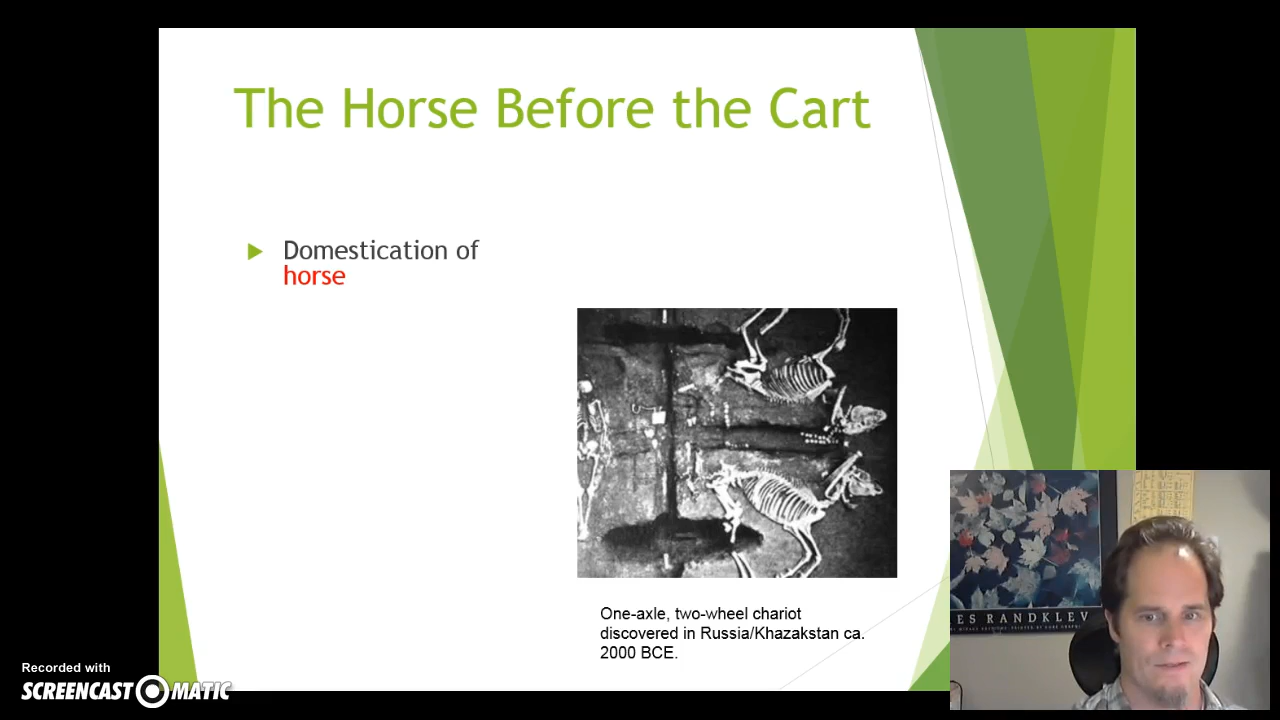 The Horse Before the Cart
Domestication of
horse
One-axle, two-wheel chariot
discovered in Russia/Khazakstan ca.
2000 BCE.
ES RANDKLEV
Recorded with
SCREENCAST MATIC